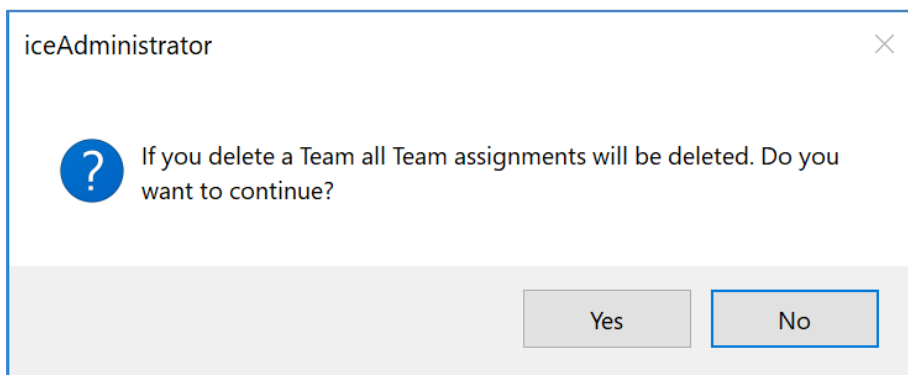 iceAdministrator
If you delete a Team all Team assignments will be deleted. Do you
want to continue?
Yes
No